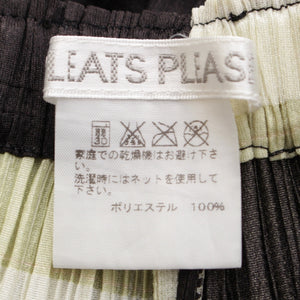 LEATS PLEAS
家庭での乾燥機はお避け下さ
い。
洗濯時にはネットを使用して
下さい。
ポリエステル 100%